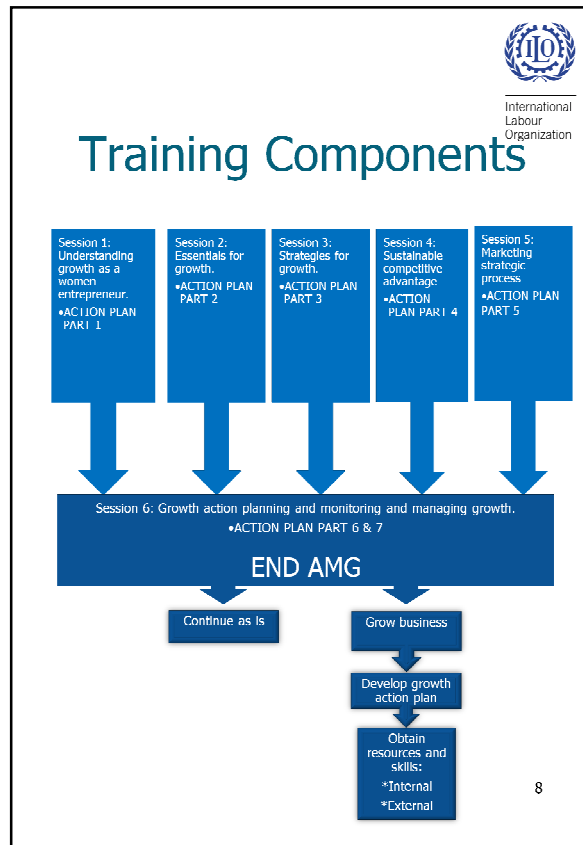 ILO
International
Labour
Organization
Training Components
Session 1:
Understanding
growth as a
women
entrepreneur.
•ACTION PLAN
PART 1
Session 2:
Essentials for
growth.
•ACTION PLAN
PART 2
Session 3:
Strategies for
growth.
•ACTION PLAN
PART 3
Session 4:
Sustainable
competitive
advantage
•ACTION
PLAN PART 4
Session 5:
Marketing
strategic
process
•ACTION PLAN
PART 5
Session 6: Growth action planning and monitoring and managing growth.
•ACTION PLAN PART 6 & 7
END AMG
Continue as is
Grow business
Develop growth
action plan
Obtain
resources and
skills:
*Internal
*External
8